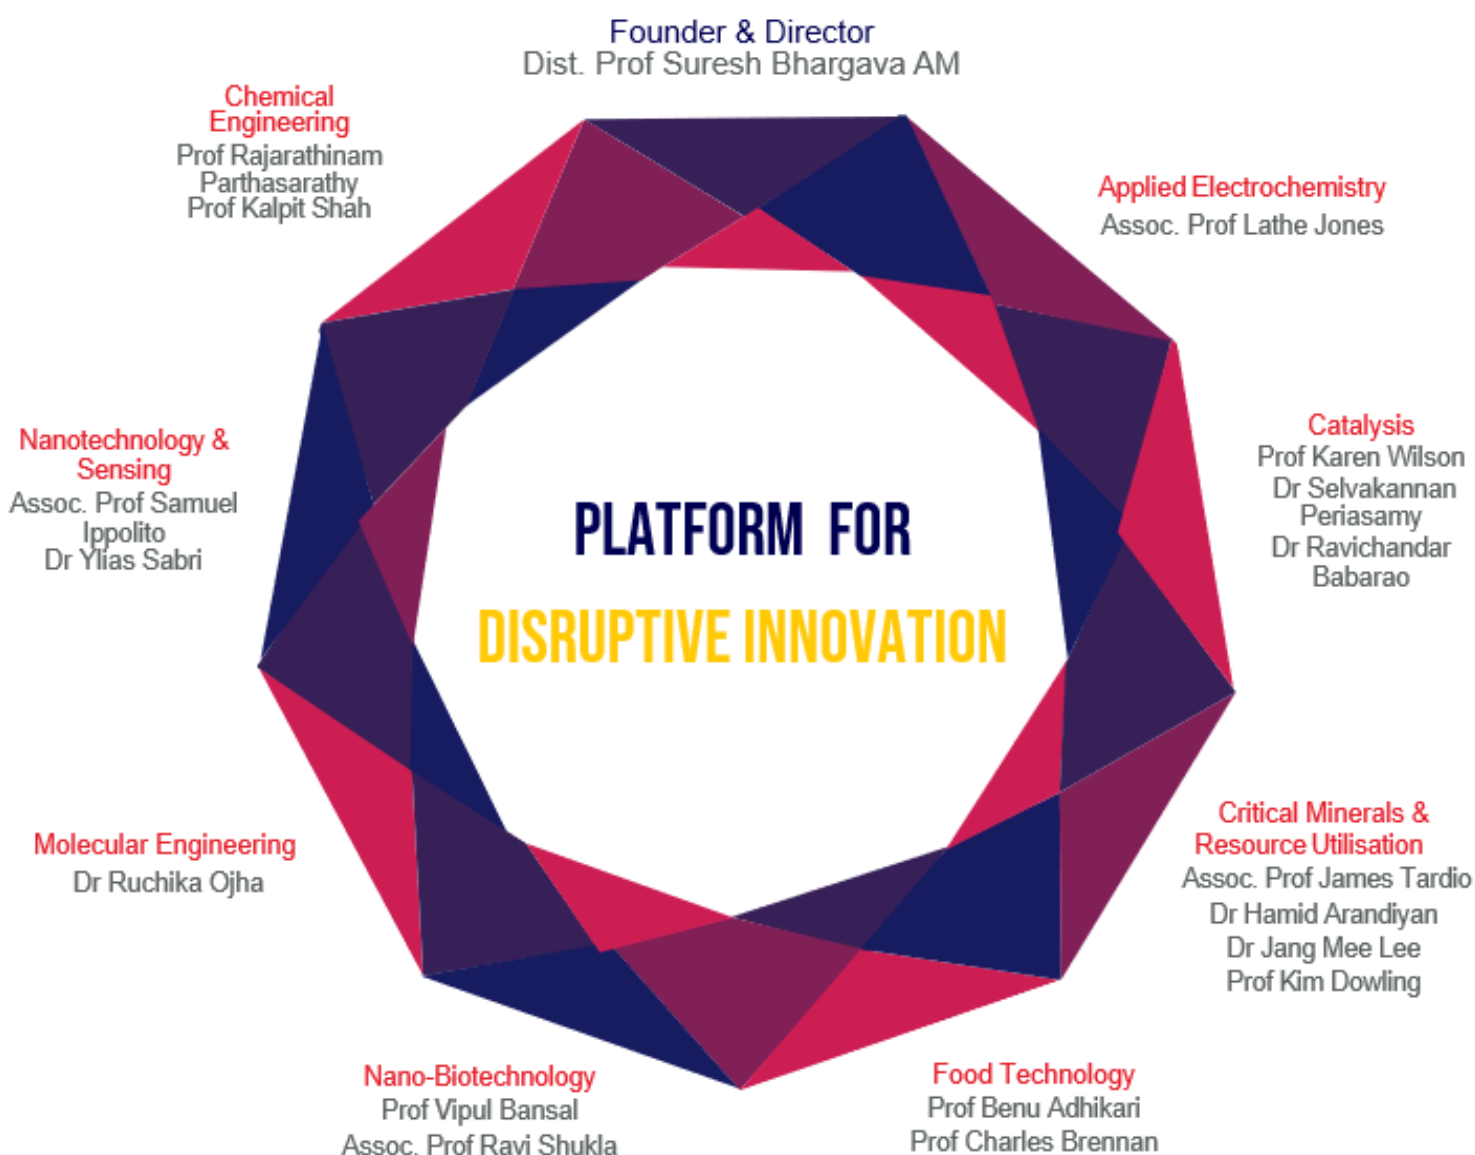 Founder & Director
Dist. Prof Suresh Bhargava AM
Chemical
Engineering
Prof Rajarathinam
Parthasarathy
Prof Kalpit Shah
Applied Electrochemistry
Assoc. Prof Lathe Jones
Nanotechnology &
Sensing
Assoc. Prof Samuel
Ippolito
Dr Ylias Sabri
Catalysis
Prof Karen Wilson
Dr Selvakannan
Periasamy
Dr Ravichandar
Babarao
PLATFORM FOR
DISRUPTIVE INNOVATION
Molecular Engineering
Dr Ruchika Ojha
Critical Minerals &
Resource Utilisation
Assoc. Prof James Tardio
Dr Hamid Arandiyan
Dr Jang Mee Lee
Prof Kim Dowling
Nano-Biotechnology
Prof Vipul Bansal
Assoc. Prof Ravi Shukla
Food Technology
Prof Benu Adhikari
Prof Charles Brennan